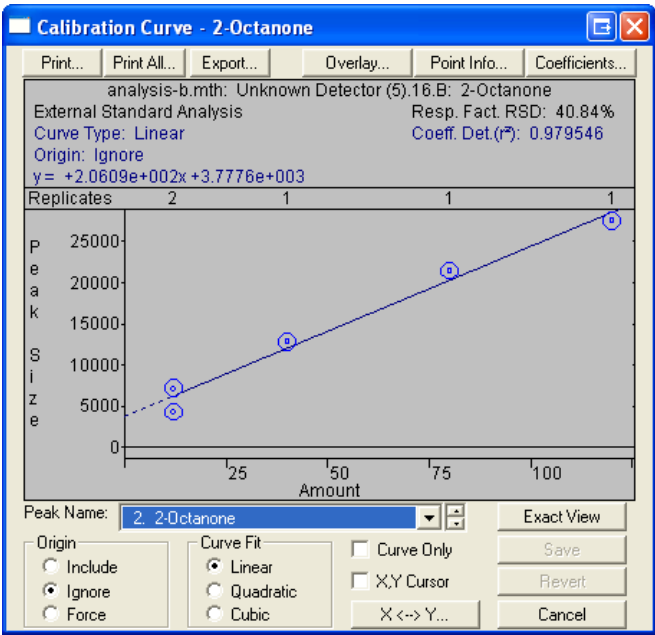 Calibration Curve - 2-Octanone
Print... Print All... Export... Overlay... Point Info... Coefficients...
analysis-b.mth: Unknown Detector (5).16.B: 2-Octanone
External Standard Analysis Resp. Fact. RSD: 40.84%
Curve Type: Linear Coeff. Det.(r²): 0.979546
Origin: Ignore
y = +2.0609e+002x +3.7776e+003
Replicates 2 1 1 1
Peak Size
25000
20000
15000
10000
5000
0
25 50 75 100
Amount
Peak Name: 2. 2-Octanone Exact View
Origin Curve Fit
Include Linear Curve Only Save
Ignore Quadratic X,Y Cursor Revert
Force Cubic X <--> Y... Cancel